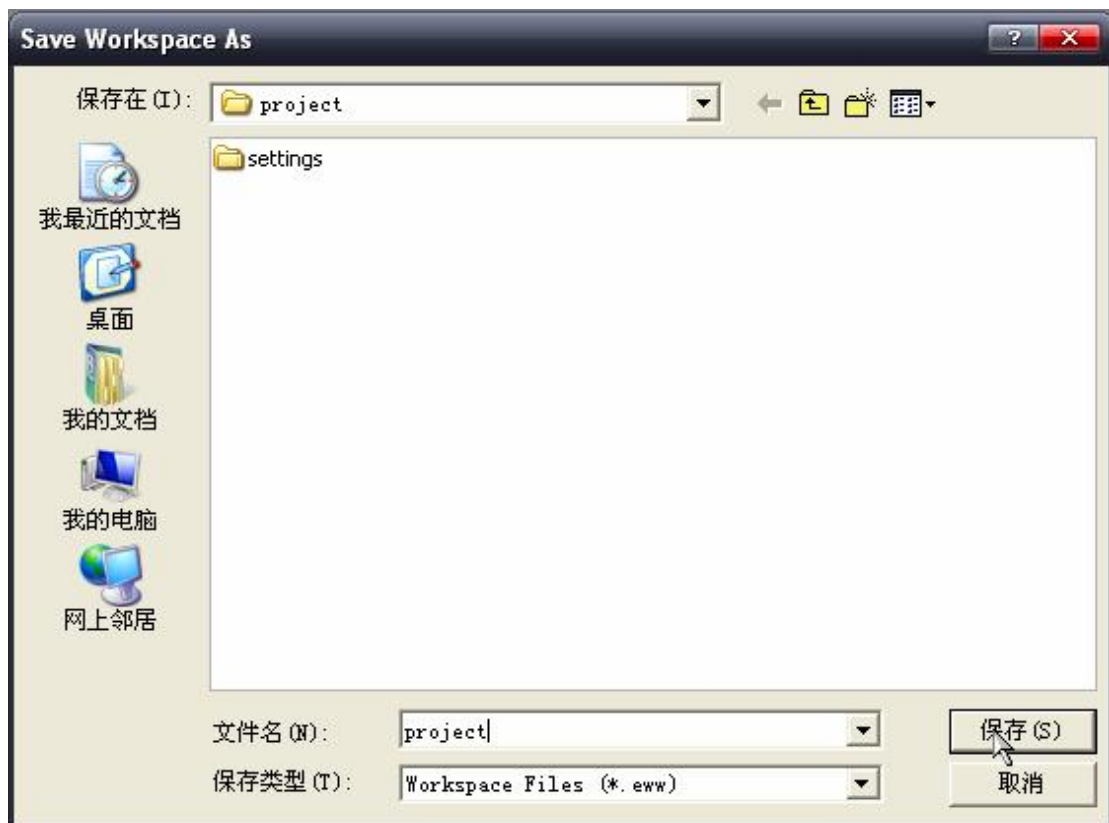 Save Workspace As
保存在(I):
project
settings
我最近的文档
桌面
我的文档
我的电脑
网上邻居
文件名(N):
project
保存(S)
保存类型(T):
Workspace Files (*.eww)
取消